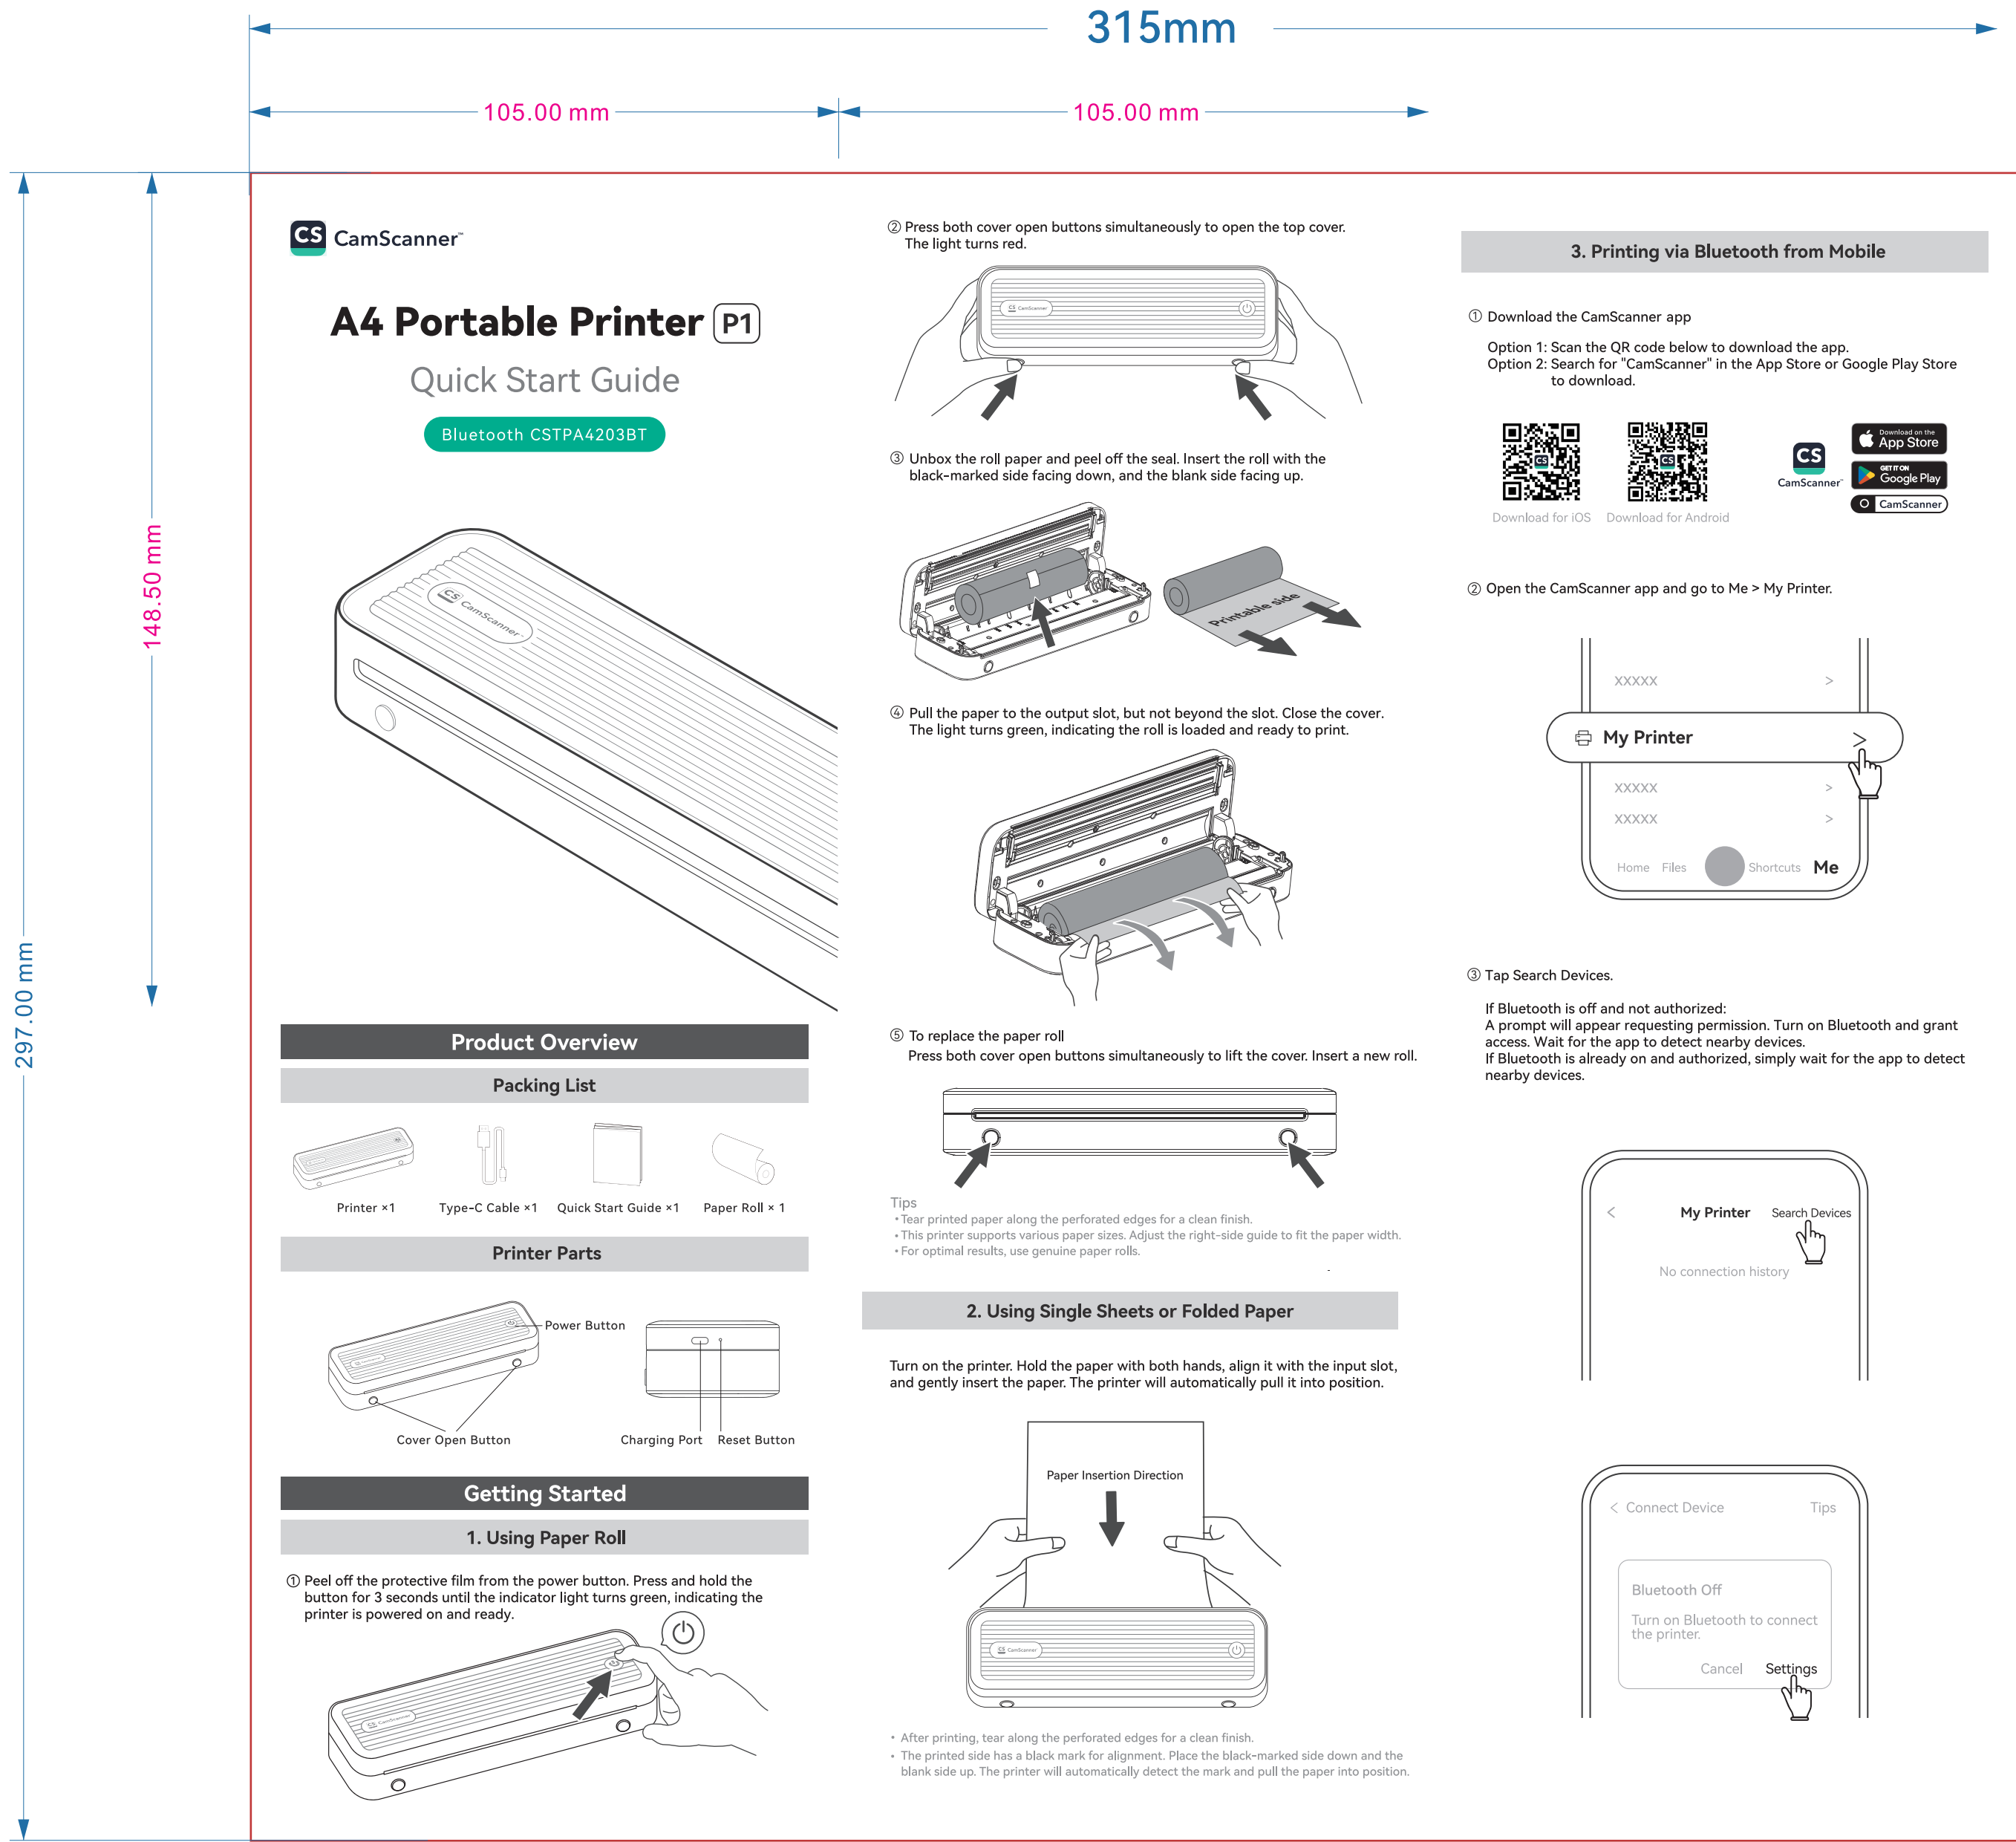 315mm
105.00 mm
105.00 mm
297.00 mm
148.50 mm
CS CamScanner™
A4 Portable Printer P1
Quick Start Guide
Bluetooth CSTPA4203BT
CS CamScanner™
Product Overview
Packing List
Printer ×1
Type-C Cable ×1
Quick Start Guide ×1
Paper Roll × 1
Printer Parts
Power Button
Cover Open Button
Charging Port
Reset Button
Getting Started
1. Using Paper Roll
① Peel off the protective film from the power button. Press and hold the
button for 3 seconds until the indicator light turns green, indicating the
printer is powered on and ready.
CS CamScanner
② Press both cover open buttons simultaneously to open the top cover.
The light turns red.
CS CamScanner
③ Unbox the roll paper and peel off the seal. Insert the roll with the
black-marked side facing down, and the blank side facing up.
Printable side
④ Pull the paper to the output slot, but not beyond the slot. Close the cover.
The light turns green, indicating the roll is loaded and ready to print.
⑤ To replace the paper roll
Press both cover open buttons simultaneously to lift the cover. Insert a new roll.
Tips
• Tear printed paper along the perforated edges for a clean finish.
• This printer supports various paper sizes. Adjust the right-side guide to fit the paper width.
• For optimal results, use genuine paper rolls.
2. Using Single Sheets or Folded Paper
Turn on the printer. Hold the paper with both hands, align it with the input slot,
and gently insert the paper. The printer will automatically pull it into position.
Paper Insertion Direction
CS CamScanner
• After printing, tear along the perforated edges for a clean finish.
• The printed side has a black mark for alignment. Place the black-marked side down and the
blank side up. The printer will automatically detect the mark and pull the paper into position.
3. Printing via Bluetooth from Mobile
① Download the CamScanner app
Option 1: Scan the QR code below to download the app.
Option 2: Search for "CamScanner" in the App Store or Google Play Store
to download.
CS
CS
Download for iOS
Download for Android
CS
CamScanner™
Download on the
App Store
GET IT ON
Google Play
CamScanner
② Open the CamScanner app and go to Me > My Printer.
XXXXX >
My Printer >
XXXXX >
XXXXX >
Home Files Shortcuts Me
③ Tap Search Devices.
If Bluetooth is off and not authorized:
A prompt will appear requesting permission. Turn on Bluetooth and grant
access. Wait for the app to detect nearby devices.
If Bluetooth is already on and authorized, simply wait for the app to detect
nearby devices.
< My Printer Search Devices
No connection history
< Connect Device Tips
Bluetooth Off
Turn on Bluetooth to connect
the printer.
Cancel Settings